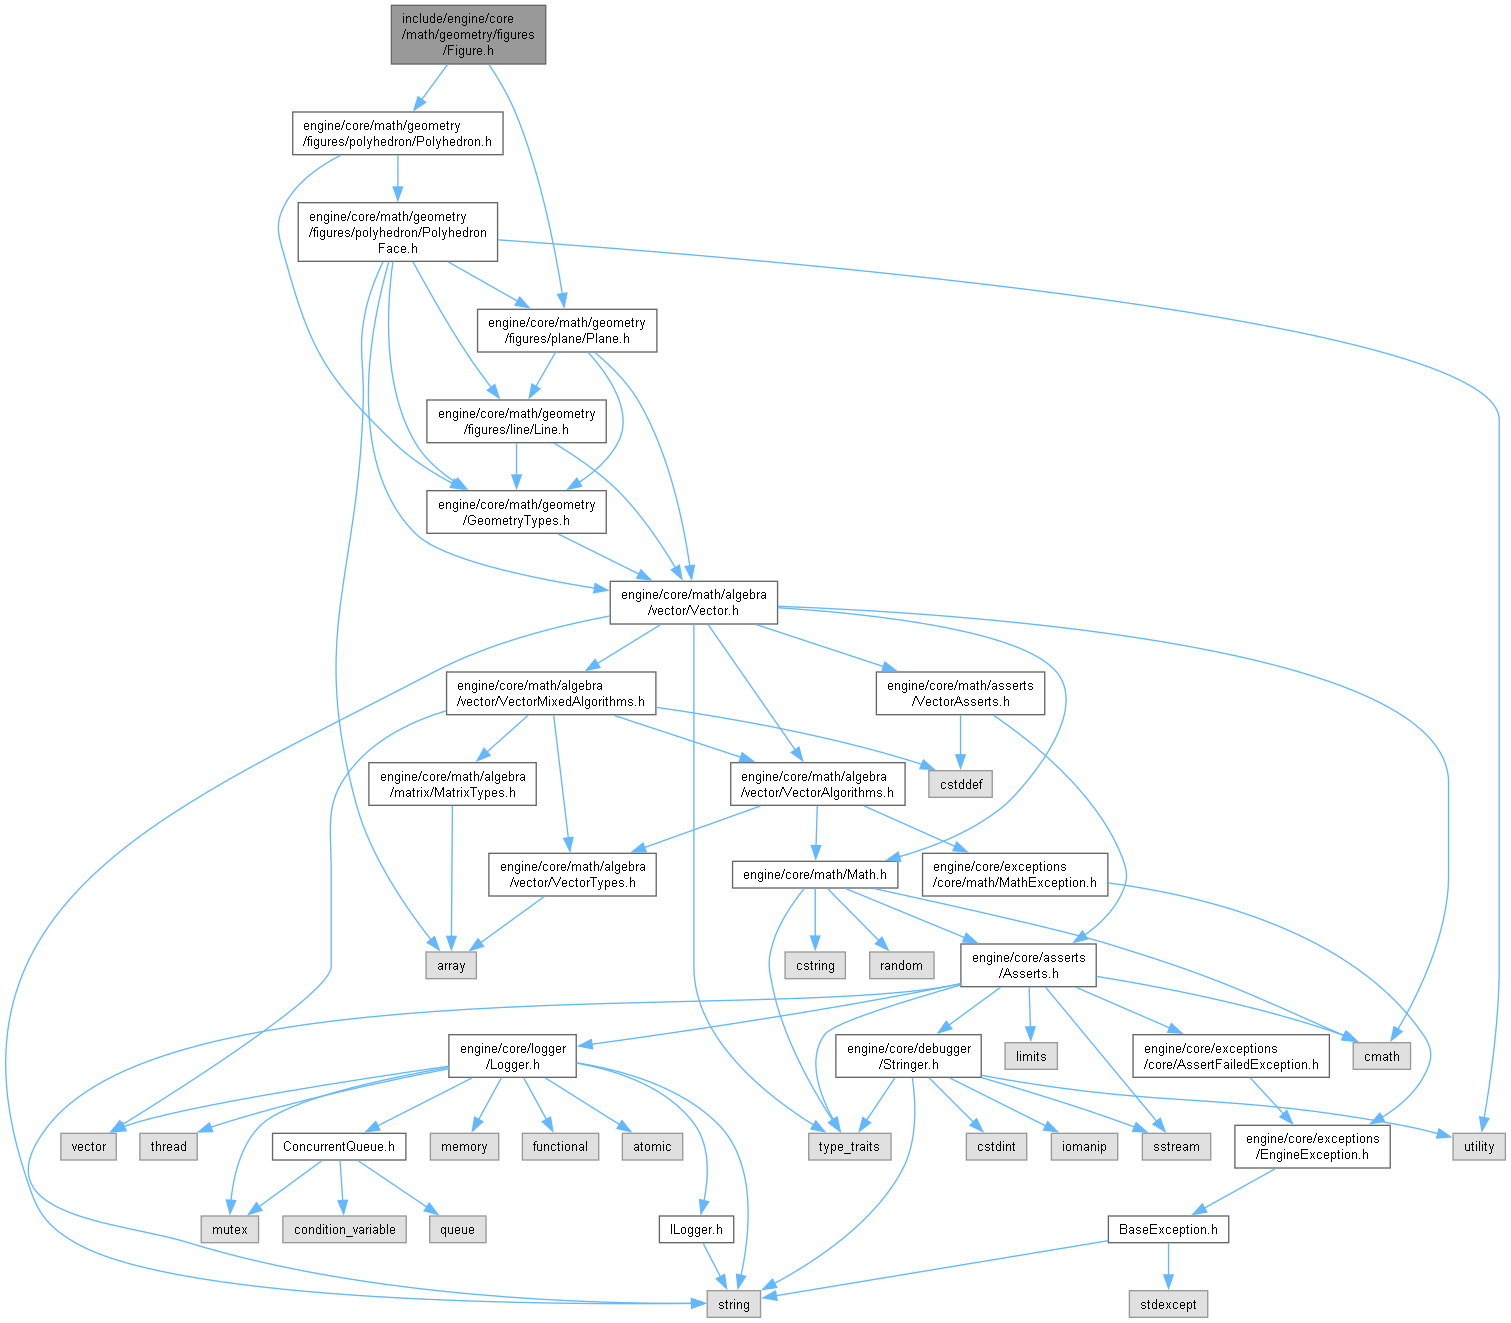 include/engine/core
/math/geometry/figures
/Figure.h
engine/core/math/geometry
/figures/polyhedron/Polyhedron.h
engine/core/math/geometry
/figures/polyhedron/Polyhedron
Face.h
engine/core/math/geometry
/figures/plane/Plane.h
engine/core/math/geometry
/figures/line/Line.h
engine/core/math/geometry
/GeometryTypes.h
engine/core/math/algebra
/vector/Vector.h
engine/core/math/algebra
/vector/VectorMixedAlgorithms.h
engine/core/math/asserts
/VectorAsserts.h
engine/core/math/algebra
/matrix/MatrixTypes.h
engine/core/math/algebra
/vector/VectorAlgorithms.h
cstddef
engine/core/math/algebra
/vector/VectorTypes.h
engine/core/math/Math.h
engine/core/exceptions
/core/math/MathException.h
array
cstring
random
engine/core/asserts
/Asserts.h
engine/core/logger
/Logger.h
engine/core/debugger
/Stringer.h
limits
engine/core/exceptions
/core/AssertFailedException.h
cmath
vector
thread
ConcurrentQueue.h
memory
functional
atomic
type_traits
cstdint
iomanip
sstream
engine/core/exceptions
/EngineException.h
utility
mutex
condition_variable
queue
ILogger.h
BaseException.h
string
stdexcept